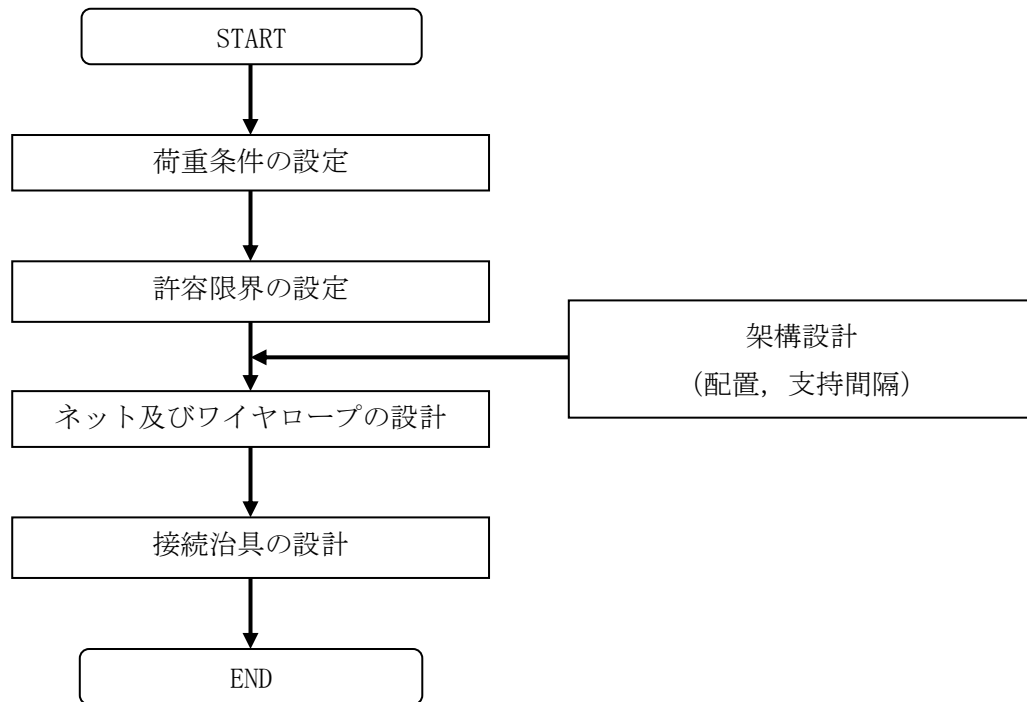 START
荷重条件の設定
許容限界の設定
架構設計
（配置，支持間隔）
ネット及びワイヤロープの設計
接続治具の設計
END